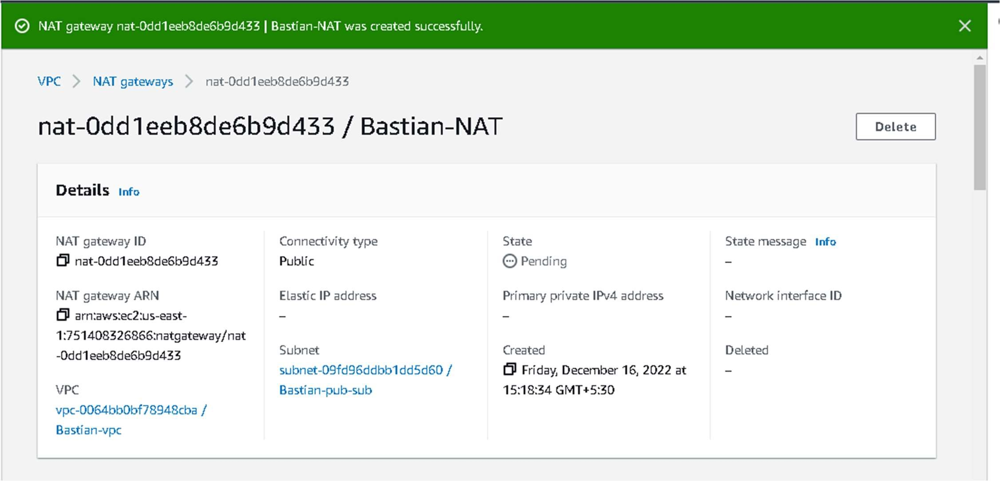 NAT gateway nat-0dd1eeb8de6b9d433 | Bastian-NAT was created successfully.
VPC > NAT gateways > nat-0dd1eeb8de6b9d433
nat-0dd1eeb8de6b9d433 / Bastian-NAT
Delete
Details Info
NAT gateway ID
nat-0dd1eeb8de6b9d433
NAT gateway ARN
arn:aws:ec2:us-east-
1:751408326866:natgateway/nat
-0dd1eeb8de6b9d433
VPC
vpc-0064bb0bf78948cba /
Bastian-vpc
Connectivity type
Public
Elastic IP address
–
Subnet
subnet-09fd96ddbb1dd5d60 /
Bastian-pub-sub
State
Pending
Primary private IPv4 address
–
Created
Friday, December 16, 2022 at
15:18:34 GMT+5:30
State message Info
–
Network interface ID
–
Deleted
–